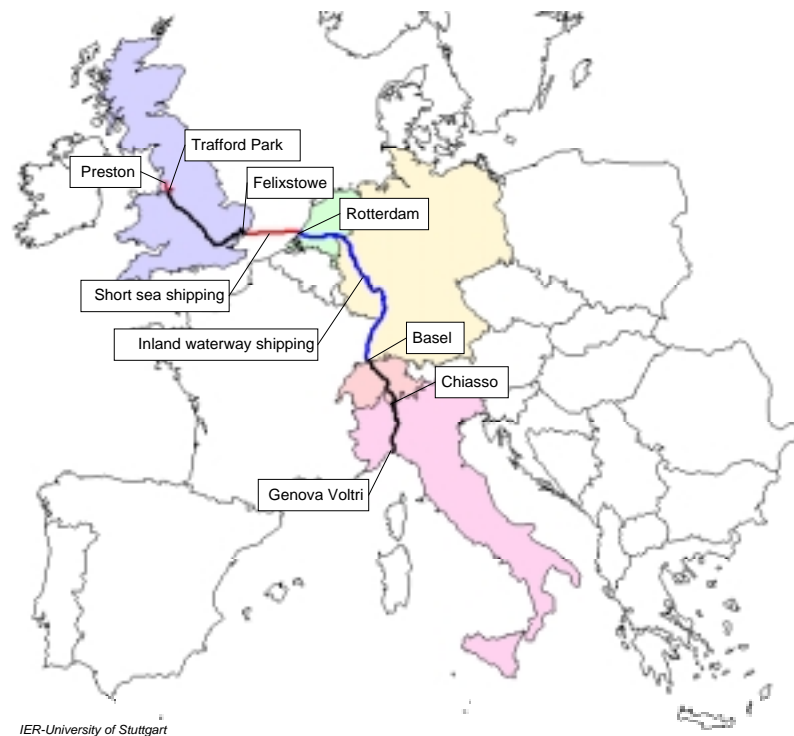 Trafford Park
Preston
Felixstowe
Rotterdam
Short sea shipping
Inland waterway shipping
Basel
Chiasso
Genova Voltri
IER-University of Stuttgart